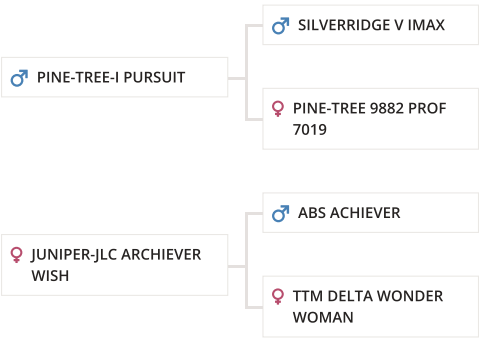 SILVERRIDGE V IMAX
PINE-TREE-I PURSUIT
PINE-TREE 9882 PROF
7019
ABS ACHIEVER
JUNIPER-JLC ARCHIEVER
WISH
TTM DELTA WONDER
WOMAN